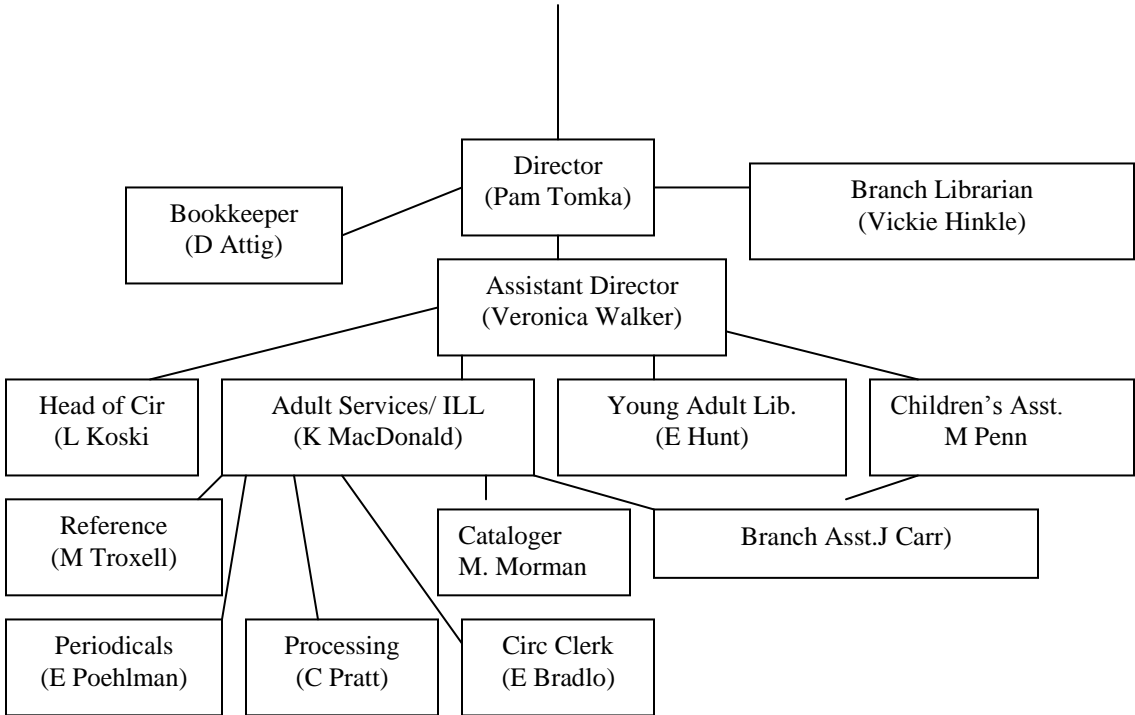 Director
(Pam Tomka)
Bookkeeper
(D Attig)
Branch Librarian
(Vickie Hinkle)
Assistant Director
(Veronica Walker)
Head of Cir
(L Koski
Adult Services/ ILL
(K MacDonald)
Young Adult Lib.
(E Hunt)
Children’s Asst.
M Penn
Reference
(M Troxell)
Cataloger
M. Morman
Branch Asst.J Carr)
Periodicals
(E Poehlman)
Processing
(C Pratt)
Circ Clerk
(E Bradlo)